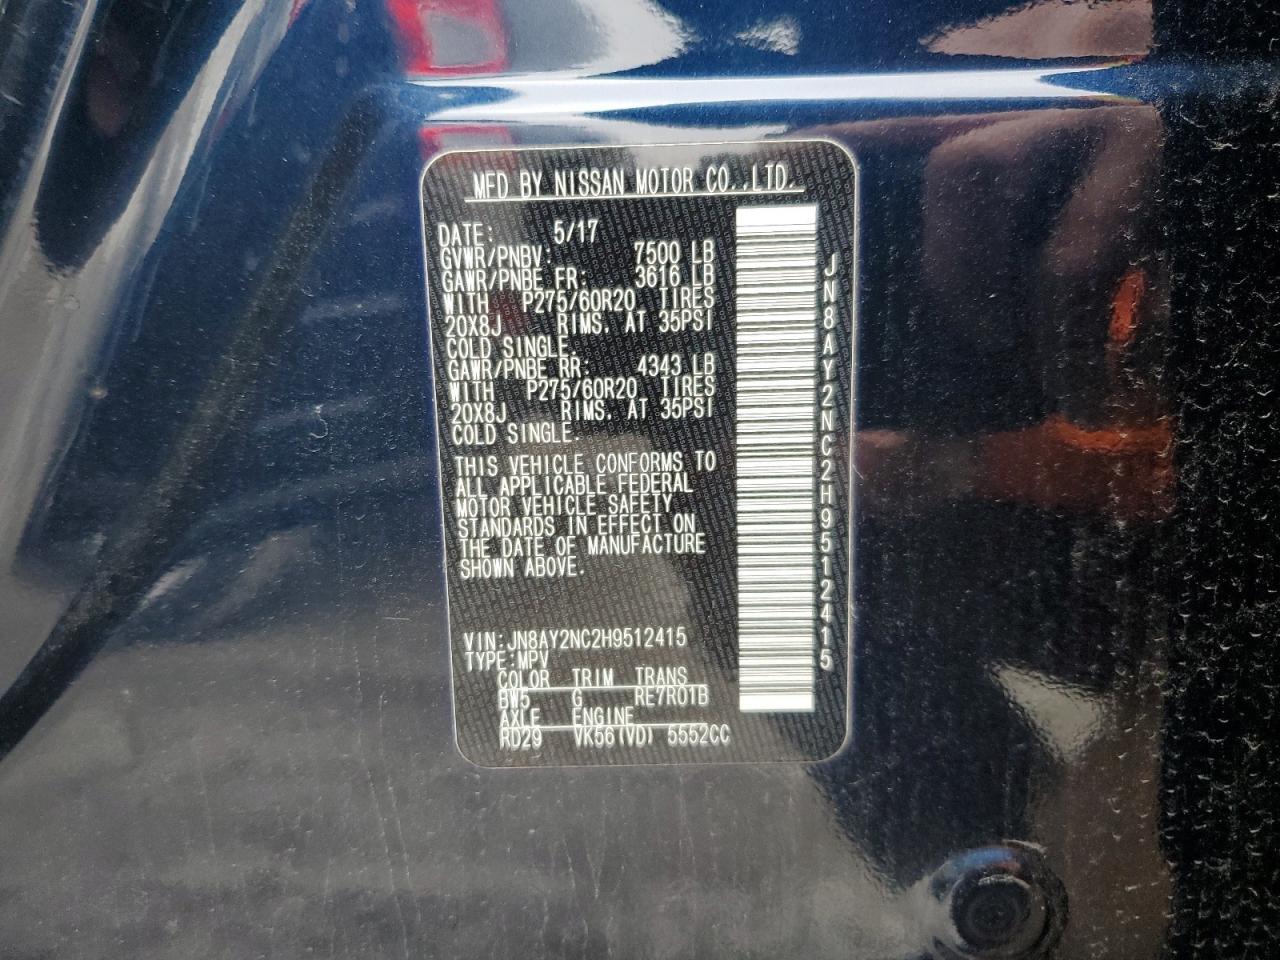 MFD BY NISSAN MOTOR CO.,LTD.
DATE: 5/17
GVWR/PNBV: 7500 LB
GAWR/PNBE FR: 3616 LB
WITH P275/60R20 TIRES
20X8J RIMS. AT 35PSI
COLD SINGLE.
GAWR/PNBE RR: 4343 LB
WITH P275/60R20 TIRES
20X8J RIMS. AT 35PSI
COLD SINGLE.
THIS VEHICLE CONFORMS TO
ALL APPLICABLE FEDERAL
MOTOR VEHICLE SAFETY
STANDARDS IN EFFECT ON
THE DATE OF MANUFACTURE
SHOWN ABOVE.
VIN:JN8AY2NC2H9512415
TYPE:MPV
COLOR TRIM TRANS
BW5 G RE7R01B
AXLE ENGINE
RD29 VK56(VD) 5552CC
JN8AY2NC2H9512415